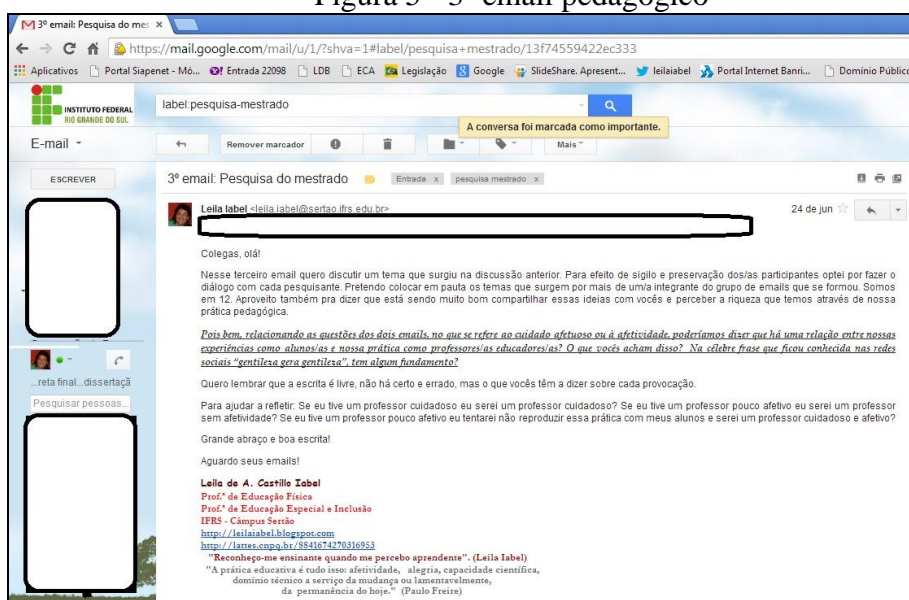 Figura 5 - 3º email pedagógico
3º email: Pesquisa do mes ×
https://mail.google.com/mail/u/1/?shva=1#label/pesquisa+mestrado/13f74559422ec333
Aplicativos Portal Siapenet - Mó... Entrada 22098 LDB ECA Legislação Google SlideShare. Apresent... leilaiabel Portal Internet Banri... Domínio Público
INSTITUTO FEDERAL
RIO GRANDE DO SUL
label:pesquisa-mestrado
A conversa foi marcada como importante.
E-mail
Remover marcador Mais
ESCREVER
3º email: Pesquisa do mestrado Entrada x pesquisa mestrado x
Leila Iabel <leila.iabel@sertao.ifrs.edu.br> 24 de jun
Colegas, olá!
Nesse terceiro email quero discutir um tema que surgiu na discussão anterior. Para efeito de sigilo e preservação dos/as participantes optei por fazer o
diálogo com cada pesquisante. Pretendo colocar em pauta os temas que surgem por mais de um/a integrante do grupo de emails que se formou. Somos
em 12. Aproveito também pra dizer que está sendo muito bom compartilhar essas ideias com vocês e perceber a riqueza que temos através de nossa
prática pedagógica.
Pois bem, relacionando as questões dos dois emails, no que se refere ao cuidado afetuoso ou à afetividade, poderíamos dizer que há uma relação entre nossas
experiências como alunos/as e nossa prática como professores/as educadores/as? O que vocês acham disso? Na célebre frase que ficou conhecida nas redes
sociais "gentileza gera gentileza", tem algum fundamento?
Quero lembrar que a escrita é livre, não há certo e errado, mas o que vocês têm a dizer sobre cada provocação.
Para ajudar a refletir: Se eu tive um professor cuidadoso eu serei um professor cuidadoso? Se eu tive um professor pouco afetivo eu serei um professor
sem afetividade? Se eu tive um professor pouco afetivo eu tentarei não reproduzir essa prática com meus alunos e serei um professor cuidadoso e afetivo?
Grande abraço e boa escrita!
Aguardo seus emails!
Leila de A. Castillo Iabel
Prof.ª de Educação Física
Prof.ª de Educação Especial e Inclusão
IFRS - Câmpus Sertão
http://leilaiabel.blogspot.com
http://lattes.cnpq.br/8841674270316953
"Reconheço-me ensinante quando me percebo aprendente". (Leila Iabel)
"A prática educativa é tudo isso: afetividade, alegria, capacidade científica,
domínio técnico a serviço da mudança ou lamentavelmente,
da permanência do hoje." (Paulo Freire)
...reta final...dissertaçã
Pesquisar pessoas...